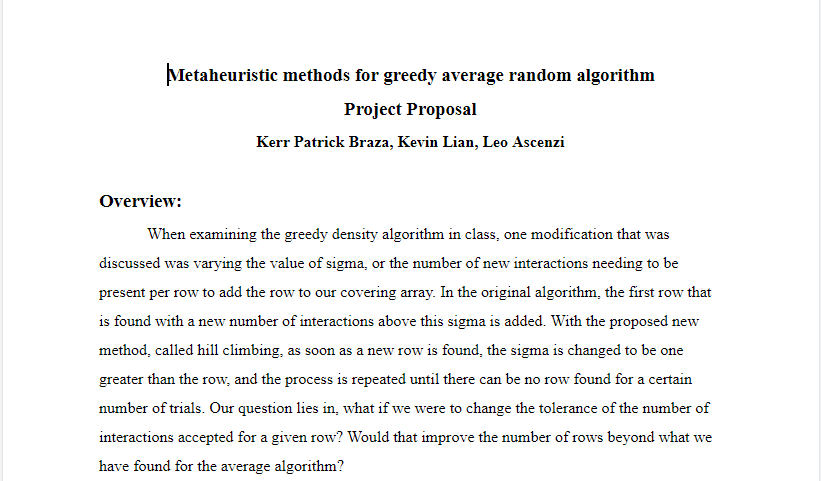 Metaheuristic methods for greedy average random algorithm
Project Proposal
Kerr Patrick Braza, Kevin Lian, Leo Ascenzi
Overview:
When examining the greedy density algorithm in class, one modification that was
discussed was varying the value of sigma, or the number of new interactions needing to be
present per row to add the row to our covering array. In the original algorithm, the first row that
is found with a new number of interactions above this sigma is added. With the proposed new
method, called hill climbing, as soon as a new row is found, the sigma is changed to be one
greater than the row, and the process is repeated until there can be no row found for a certain
number of trials. Our question lies in, what if we were to change the tolerance of the number of
interactions accepted for a given row? Would that improve the number of rows beyond what we
have found for the average algorithm?